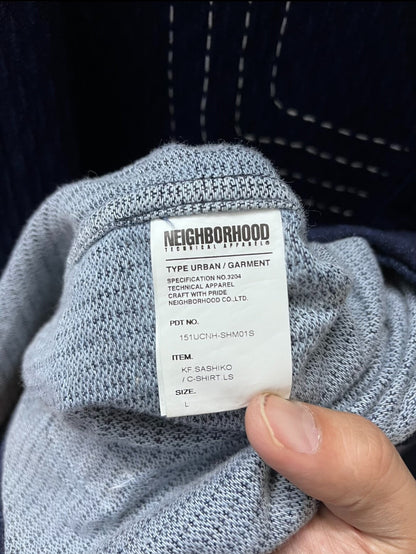 NEIGHBORHOOD
TECHNICAL APPAREL®
TYPE URBAN / GARMENT
SPECIFICATION NO.3204
TECHNICAL APPAREL
CRAFT WITH PRIDE
NEIGHBORHOOD CO.,LTD.
PDT NO.
151UCNH-SHM01S
ITEM.
KF.SASHIKO
/ C-SHIRT.LS
SIZE.
L